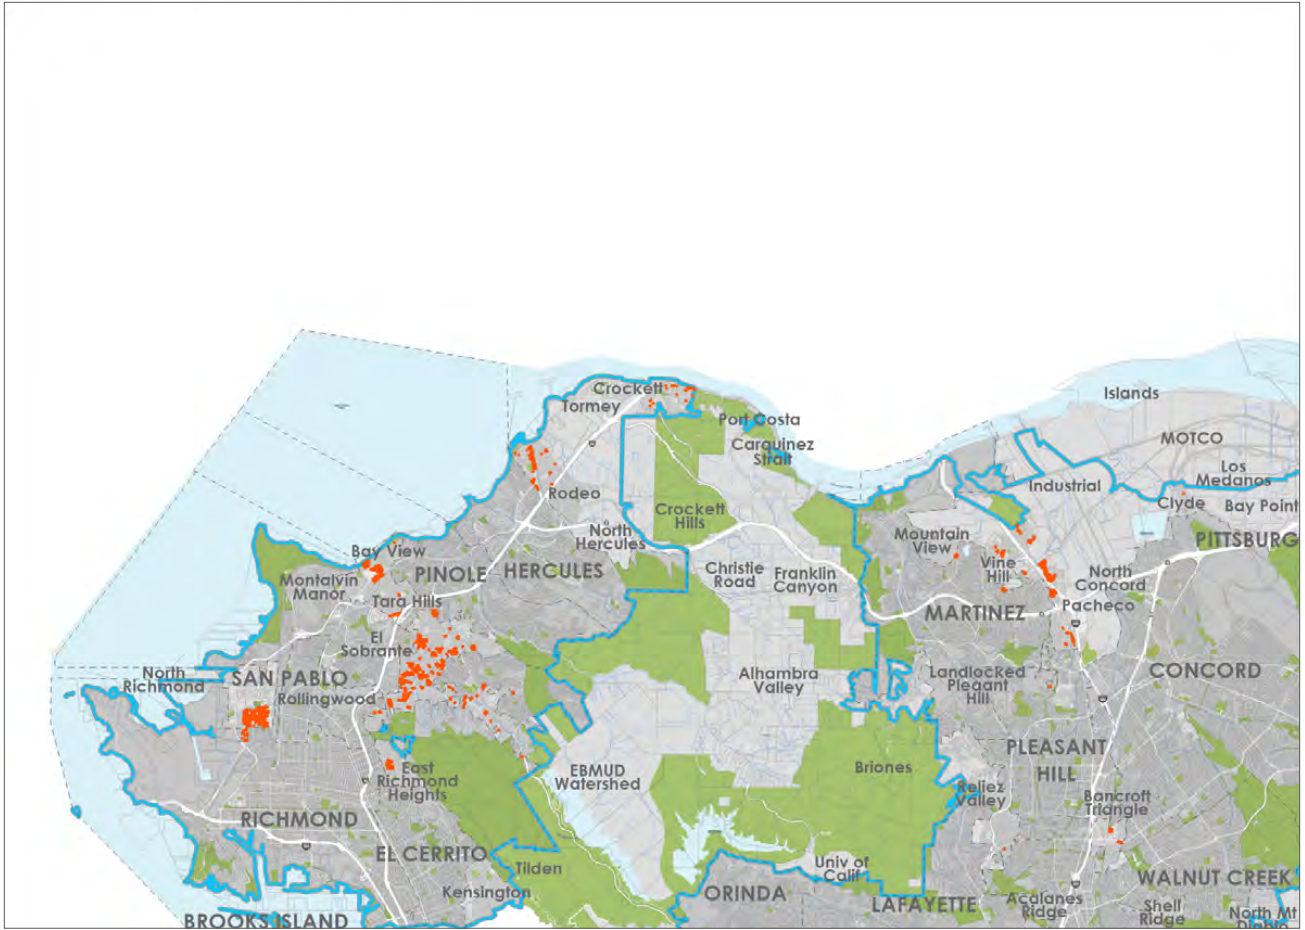 Crockett
Tormey
Port Costa
Carquinez
Strait
Islands
MOTCO
Los
Medanos
Industrial
Clyde
Bay Point
PITTSBURG
Rodeo
Crockett
Hills
North
Hercules
Mountain
View
Bay View
PINOLE
HERCULES
Montalvin
Manor
Tara Hills
Christie
Road
Franklin
Canyon
Vine
Hill
North
Concord
Pacheco
MARTINEZ
El
Sobrante
North
Richmond
SAN PABLO
Rollingwood
Alhambra
Valley
Landlocked
Plegant
Hill
CONCORD
PLEASANT
HILL
East
Richmond
Heights
EBMUD
Watershed
Briones
Reliez
Valley
Bancroft
Triangle
RICHMOND
EL CERRITO
Tilden
Kensington
Univ of
Calif
ORINDA
LAFAYETTE
Acalanes
Ridge
WALNUT CREEK
Shell
Ridge
North Mt
Diablo
BROOKS ISLAND